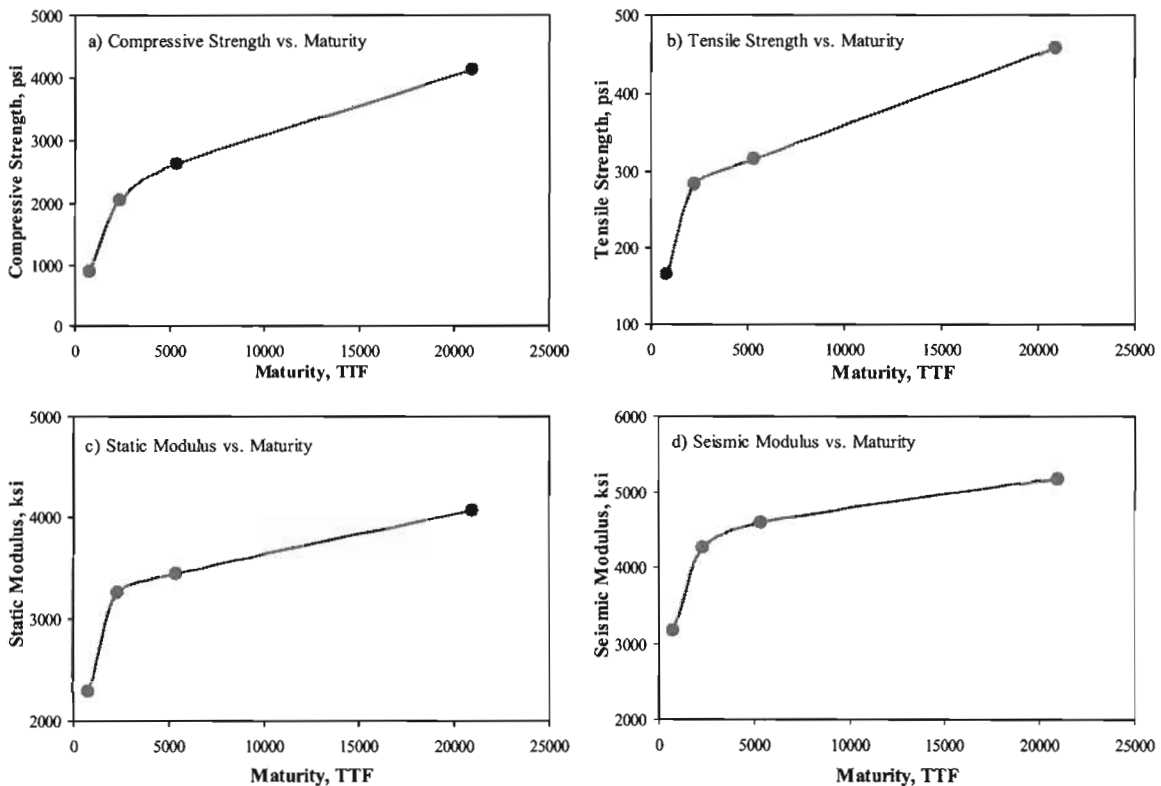 a) Compressive Strength vs. Maturity
Compressive Strength, psi
5000
4000
3000
2000
1000
0
0 5000 10000 15000 20000 25000
Maturity, TTF
b) Tensile Strength vs. Maturity
Tensile Strength, psi
500
400
300
200
100
0 5000 10000 15000 20000 25000
Maturity, TTF
c) Static Modulus vs. Maturity
Static Modulus, ksi
5000
4000
3000
2000
0 5000 10000 15000 20000 25000
Maturity, TTF
d) Seismic Modulus vs. Maturity
Seismic Modulus, ksi
6000
5000
4000
3000
2000
0 5000 10000 15000 20000 25000
Maturity, TTF